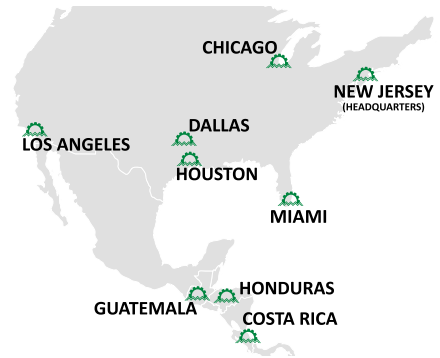 CHICAGO
NEW JERSEY
(HEADQUARTERS)
DALLAS
LOS ANGELES
HOUSTON
MIAMI
HONDURAS
GUATEMALA
COSTA RICA